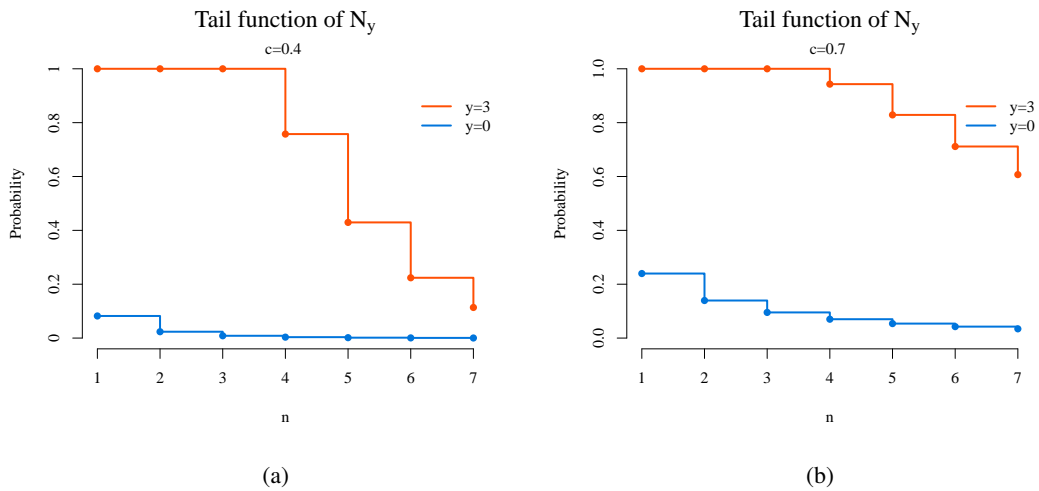 Tail function of Ny
c=0.4
Probability
1
0.8
0.6
0.4
0.2
0
y=3
y=0
1 2 3 4 5 6 7
n
(a)
Tail function of Ny
c=0.7
Probability
1.0
0.8
0.6
0.4
0.2
0.0
y=3
y=0
1 2 3 4 5 6 7
n
(b)